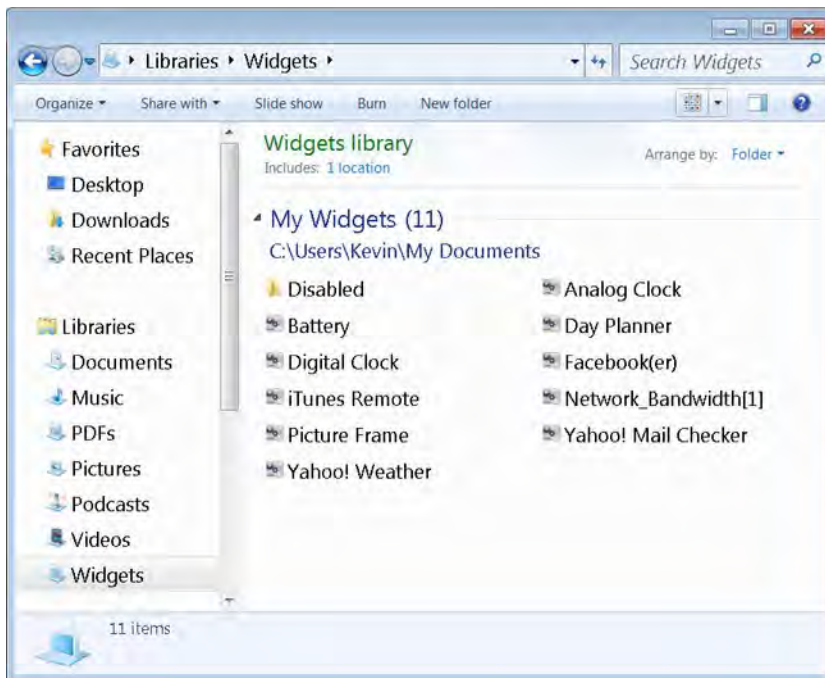 Libraries Widgets Search Widgets
Organize Share with Slide show Burn New folder
Favorites
Desktop
Downloads
Recent Places
Libraries
Documents
Music
PDFs
Pictures
Podcasts
Videos
Widgets
Widgets library
Includes: 1 location
Arrange by: Folder
My Widgets (11)
C:\Users\Kevin\My Documents
Disabled Analog Clock
Battery Day Planner
Digital Clock Facebook(er)
iTunes Remote Network_Bandwidth[1]
Picture Frame Yahoo! Mail Checker
Yahoo! Weather
11 items